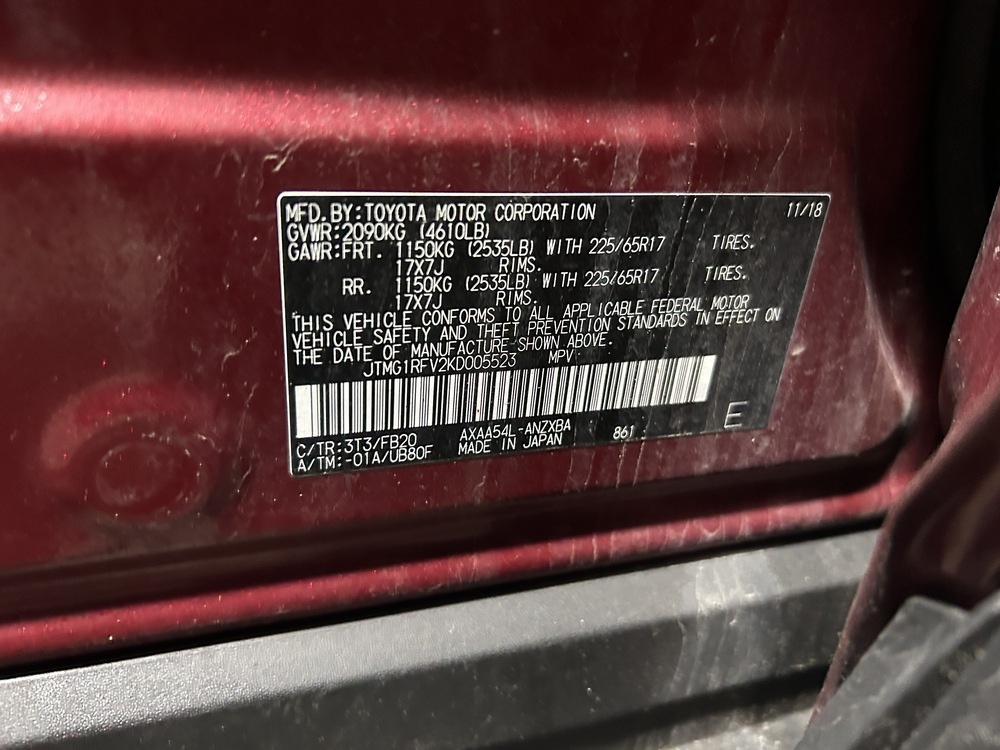 MFD.BY:TOYOTA MOTOR CORPORATION 11/18
GVWR:2090KG (4610LB)
GAWR:FRT. 1150KG (2535LB) WITH 225/65R17 TIRES.
17X7J RIMS.
RR. 1150KG (2535LB) WITH 225/65R17 TIRES.
17X7J RIMS.
THIS VEHICLE CONFORMS TO ALL APPLICABLE FEDERAL MOTOR
VEHICLE SAFETY AND THEFT PREVENTION STANDARDS IN EFFECT ON
THE DATE OF MANUFACTURE SHOWN ABOVE.
JTMG1RFV2KD005523 MPV
E
C/TR:3T3/FB20 AXAA54L-ANZXBA 861
A/TM:-01A/UB80F MADE IN JAPAN